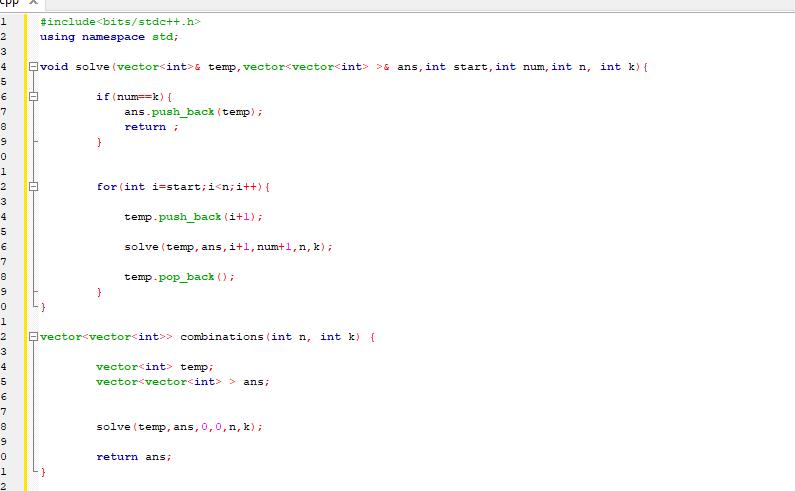 cpp X
1 #include<bits/stdc++.h>
2 using namespace std;
3
4 void solve(vector<int>& temp,vector<vector<int> >& ans,int start,int num,int n, int k){
5
6 if(num==k){
7 ans.push_back(temp);
8 return ;
9 }
0
1
2 for(int i=start;i<n;i++){
3
4 temp.push_back(i+1);
5
6 solve(temp,ans,i+1,num+1,n,k);
7
8 temp.pop_back();
9 }
0 }
1
2 vector<vector<int>> combinations(int n, int k) {
3
4 vector<int> temp;
5 vector<vector<int> > ans;
6
7
8 solve(temp,ans,0,0,n,k);
9
0 return ans;
1 }
2